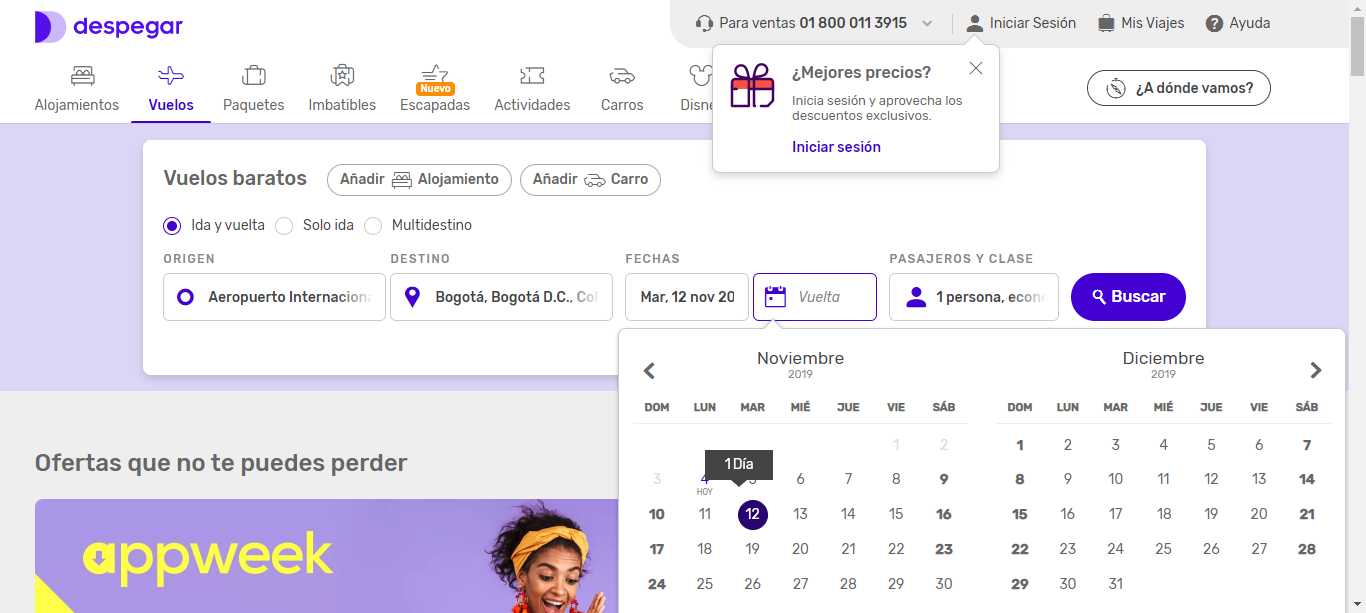 despegar
Para ventas 01 800 011 3915
Iniciar Sesión
Mis Viajes
Ayuda
Alojamientos
Vuelos
Paquetes
Imbatibles
Nuevo
Escapadas
Actividades
Carros
Disne
¿A dónde vamos?
¿Mejores precios?
Inicia sesión y aprovecha los
descuentos exclusivos.
Iniciar sesión
Vuelos baratos
Añadir Alojamiento
Añadir Carro
Ida y vuelta
Solo ida
Multidestino
ORIGEN
DESTINO
FECHAS
PASAJEROS Y CLASE
Aeropuerto Internaciona
Bogotá, Bogotá D.C., Col
Mar, 12 nov 20
Vuelta
1 persona, econ
Buscar
Noviembre
2019
DOM LUN MAR MIÉ JUE VIE SÁB
1 2
1 Día
3 4 5 6 7 8 9
HOY
10 11 12 13 14 15 16
17 18 19 20 21 22 23
24 25 26 27 28 29 30
Diciembre
2019
DOM LUN MAR MIÉ JUE VIE SÁB
1 2 3 4 5 6 7
8 9 10 11 12 13 14
15 16 17 18 19 20 21
22 23 24 25 26 27 28
29 30 31
Ofertas que no te puedes perder
appweek